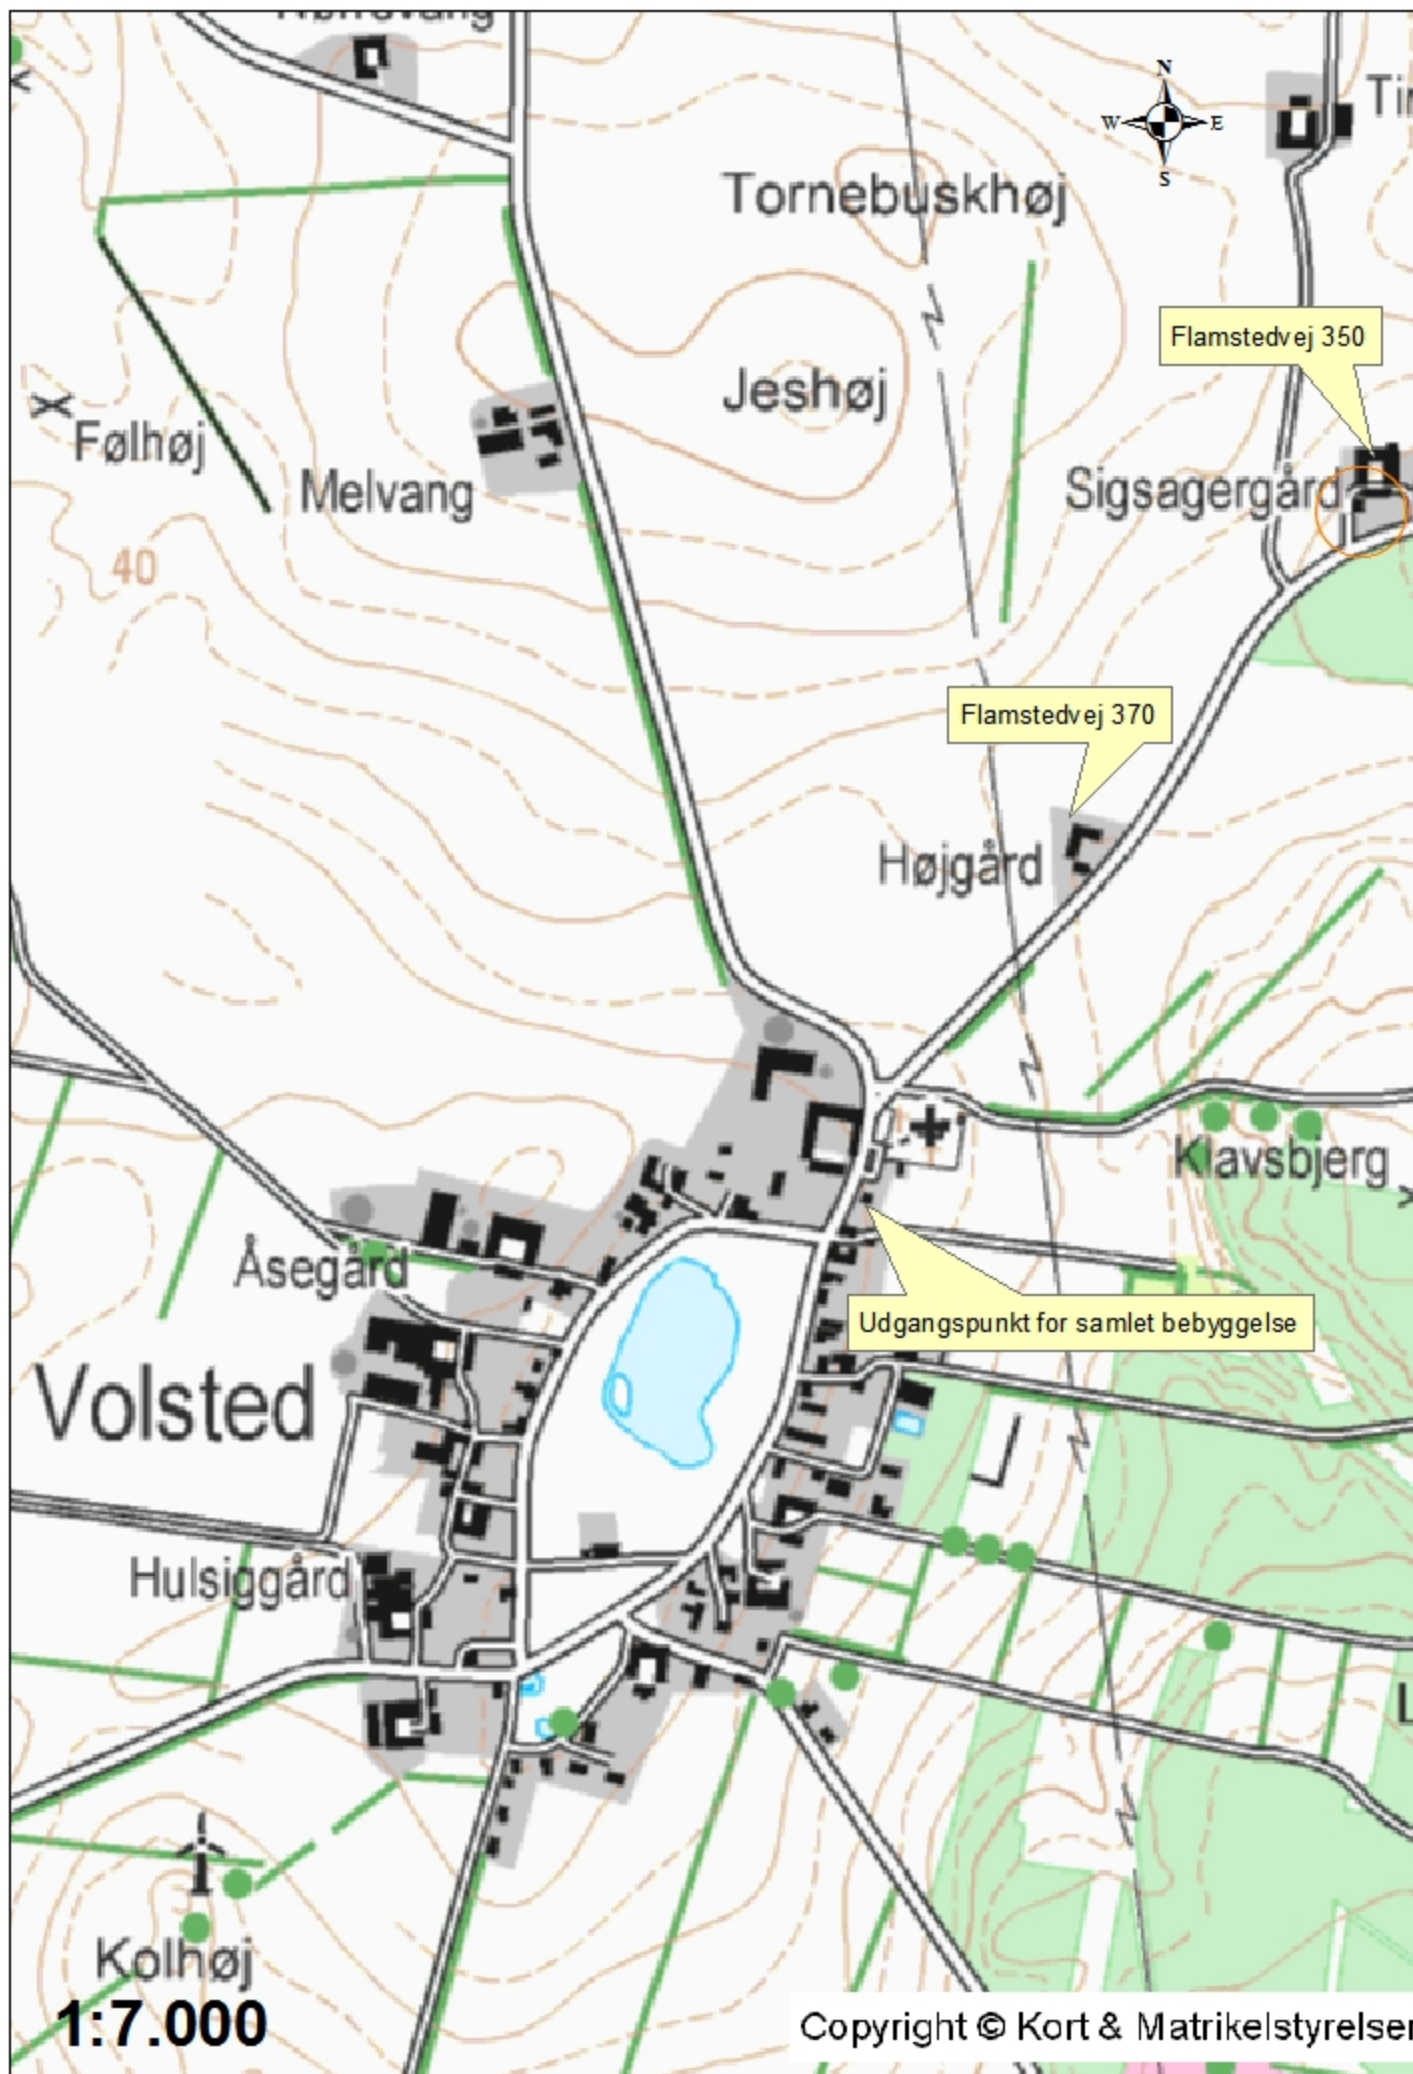 N
W E
S
Tornebuskhøj
Flamstedvej 350
Jeshøj
Følhøj
Melvang
Sigsagergård
40
Flamstedvej 370
Højgård
Klavsbjerg
Åsegård
Udgangspunkt for samlet bebyggelse
Volsted
Hulsiggård
Kolhøj
1:7.000
Copyright © Kort & Matrikelstyrelsen